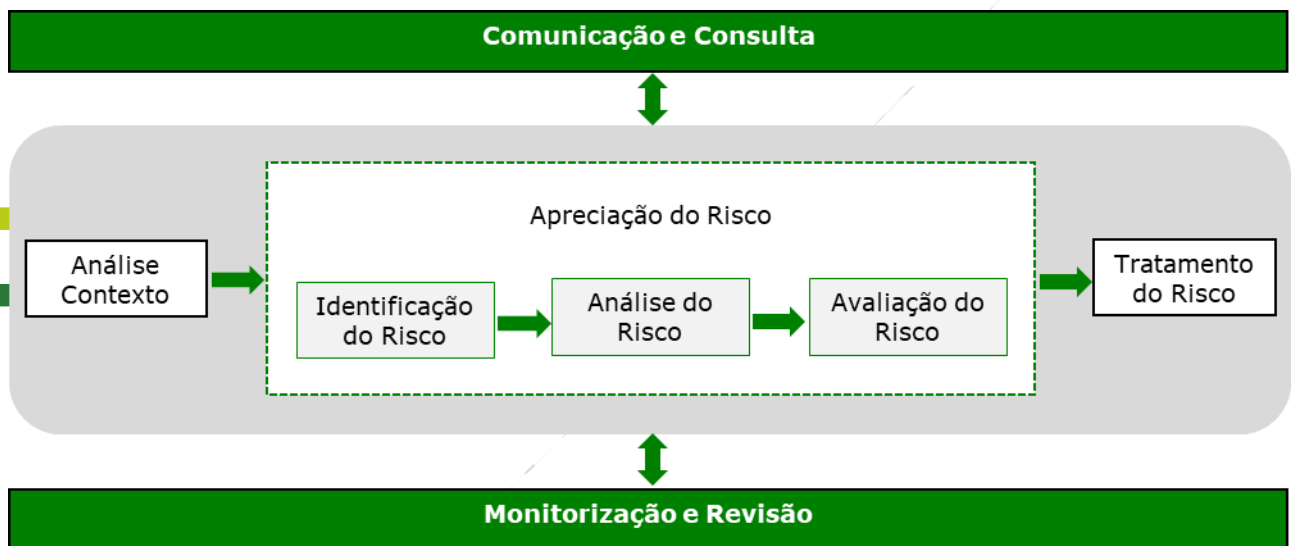 Comunicação e Consulta
Apreciação do Risco
Análise
Contexto
Identificação
do Risco
Análise do
Risco
Avaliação do
Risco
Tratamento
do Risco
Monitorização e Revisão